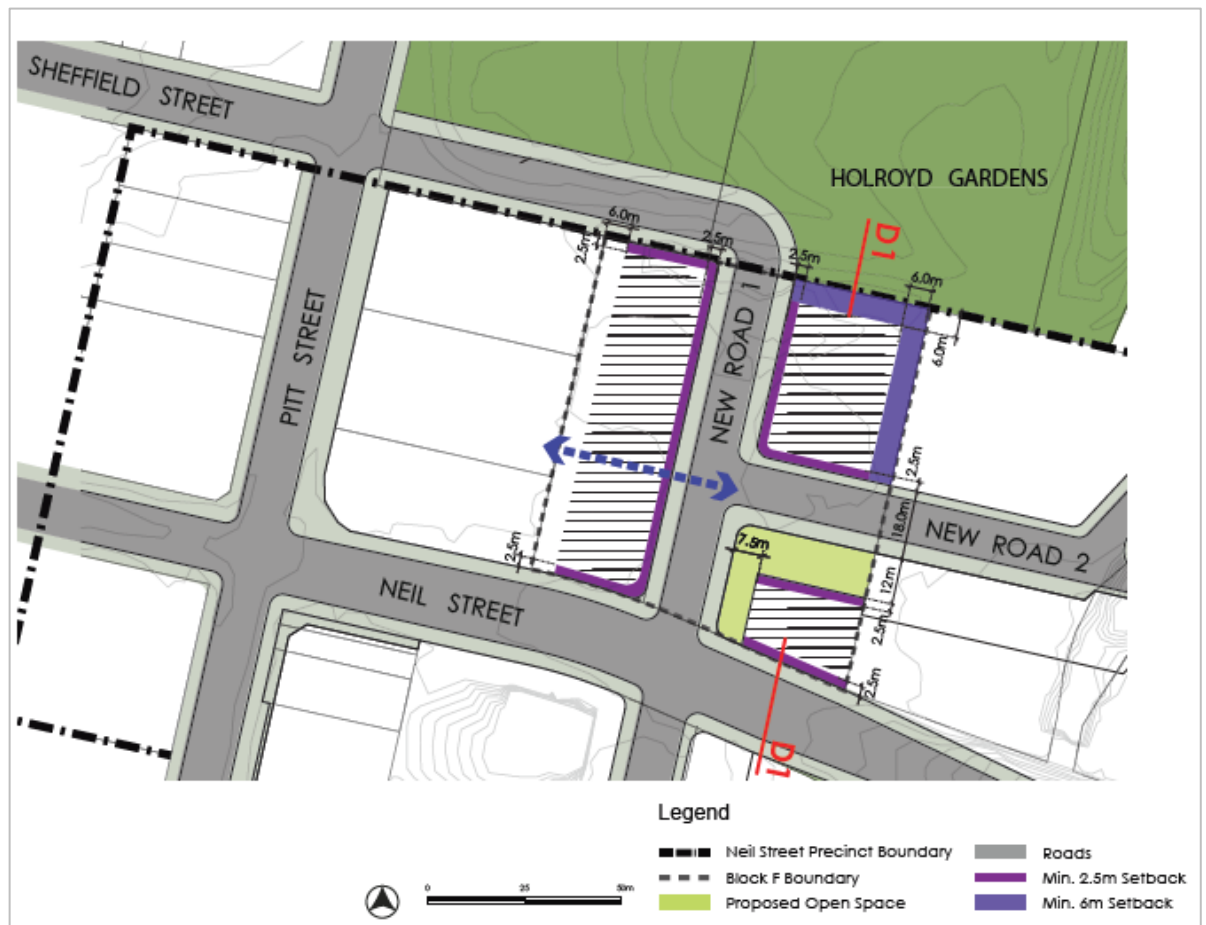 SHEFFIELD STREET
HOLROYD GARDENS
6.0m
2.5m
2.5m
2.5m
D1
6.0m
6.0m
PITT STREET
NEW ROAD 1
2.5m
18.0m
NEW ROAD 2
2.5m
7.5m
12m
NEIL STREET
2.5m
2.5m
D1
Legend
Neil Street Precinct Boundary
Roads
Block F Boundary
Min. 2.5m Setback
Proposed Open Space
Min. 6m Setback
0 25 50m